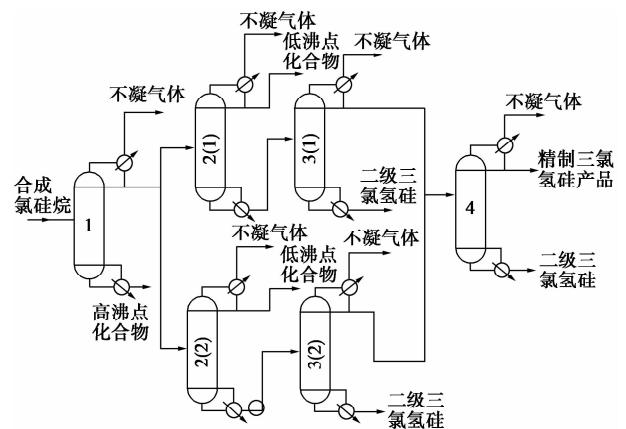 不凝气体
低沸点
化合物
不凝气体
不凝气体
2(1)
3(1)
不凝气体
合成
氯硅烷
1
二级三
氯氢硅
4
精制三氯
氢硅产品
高沸点
化合物
不凝气体
低沸点
化合物
不凝气体
二级三
氯氢硅
2(2)
3(2)
二级三
氯氢硅